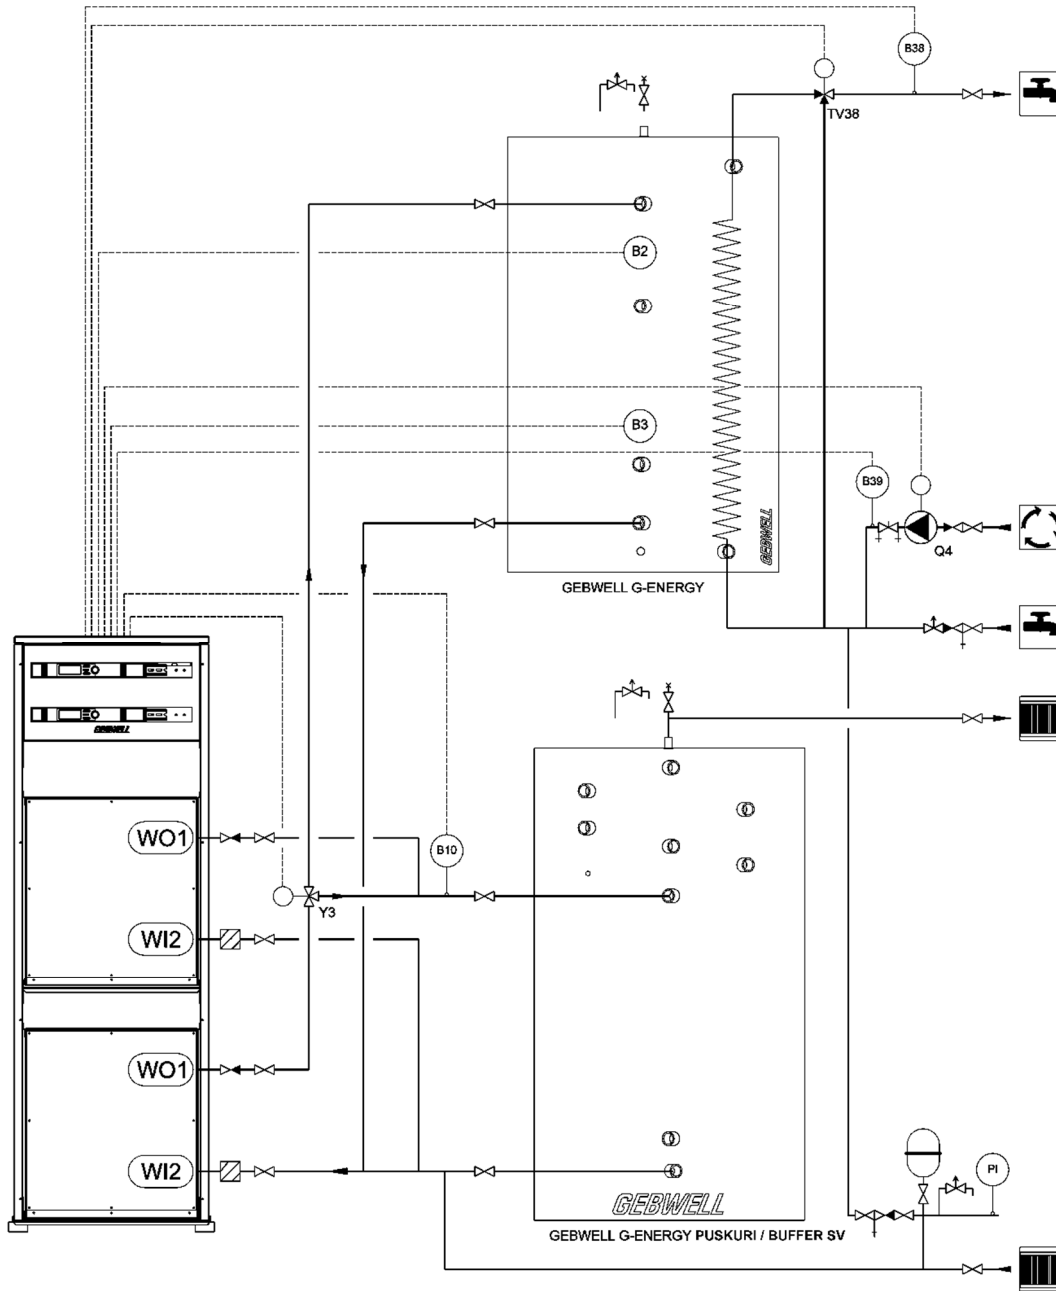 B38
TV38
B2
B3
B39
GEBWELL
Q4
GEBWELL G-ENERGY
GEBWELL
WO1
B10
Y3
WI2
WO1
WI2
PI
GEBWELL
GEBWELL G-ENERGY PUSKURI / BUFFER SV